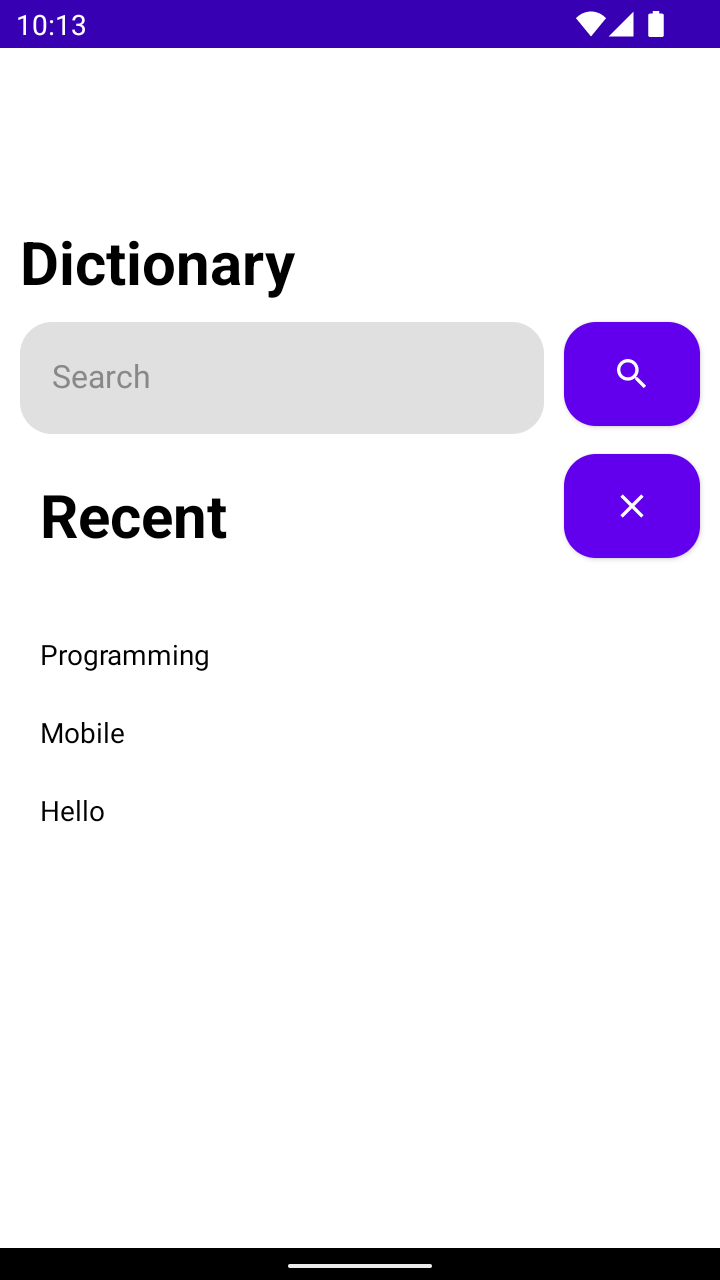 10:13
Dictionary
Search
Recent
Programming
Mobile
Hello